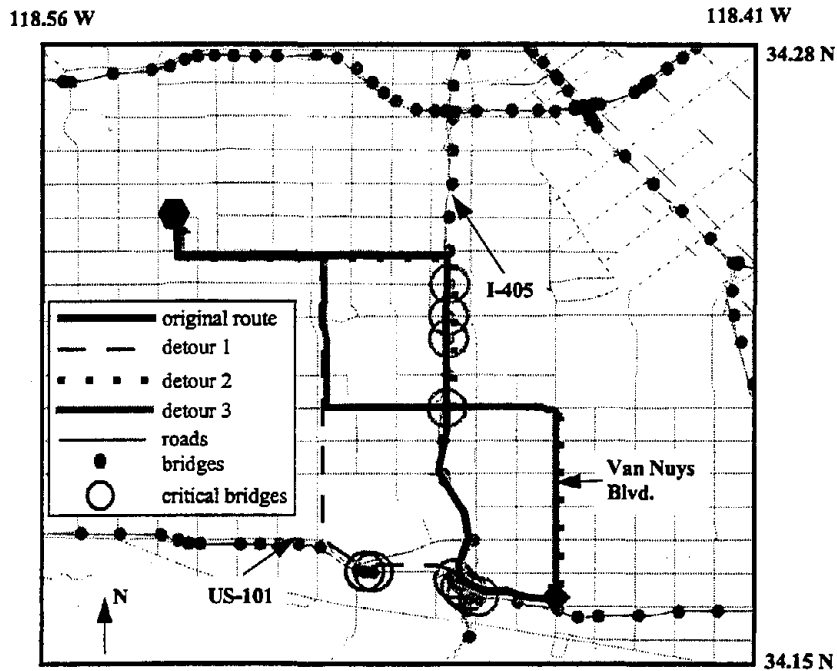 118.56 W
118.41 W
34.28 N
I-405
original route
detour 1
detour 2
detour 3
roads
bridges
critical bridges
Van Nuys
Blvd.
US-101
N
34.15 N